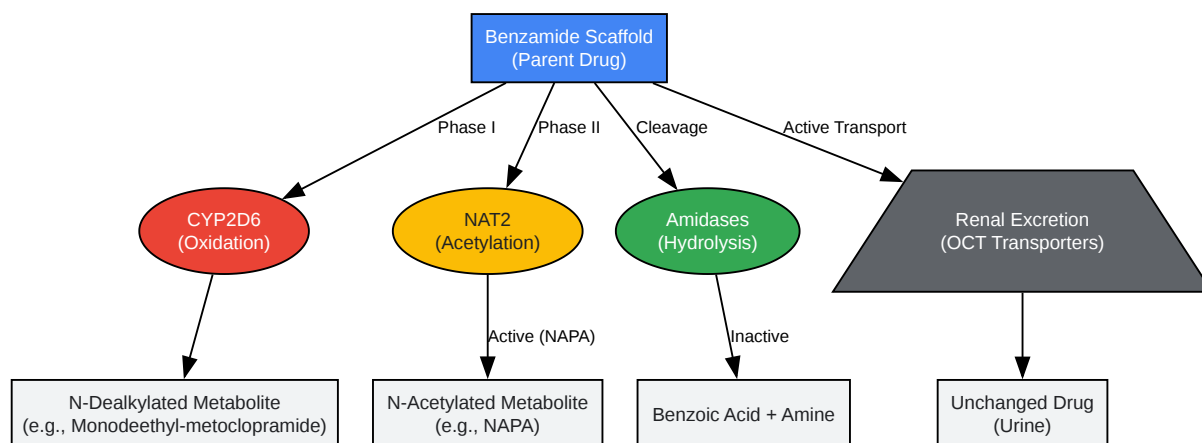 Benzamide Scaffold
(Parent Drug)
Phase I
Phase II
Cleavage
Active Transport
CYP2D6
(Oxidation)
NAT2
(Acetylation)
Amidases
(Hydrolysis)
Renal Excretion
(OCT Transporters)
Active (NAPA)
Inactive
N-Dealkylated Metabolite
(e.g., Monodeethyl-metoclopramide)
N-Acetylated Metabolite
(e.g., NAPA)
Benzoic Acid + Amine
Unchanged Drug
(Urine)